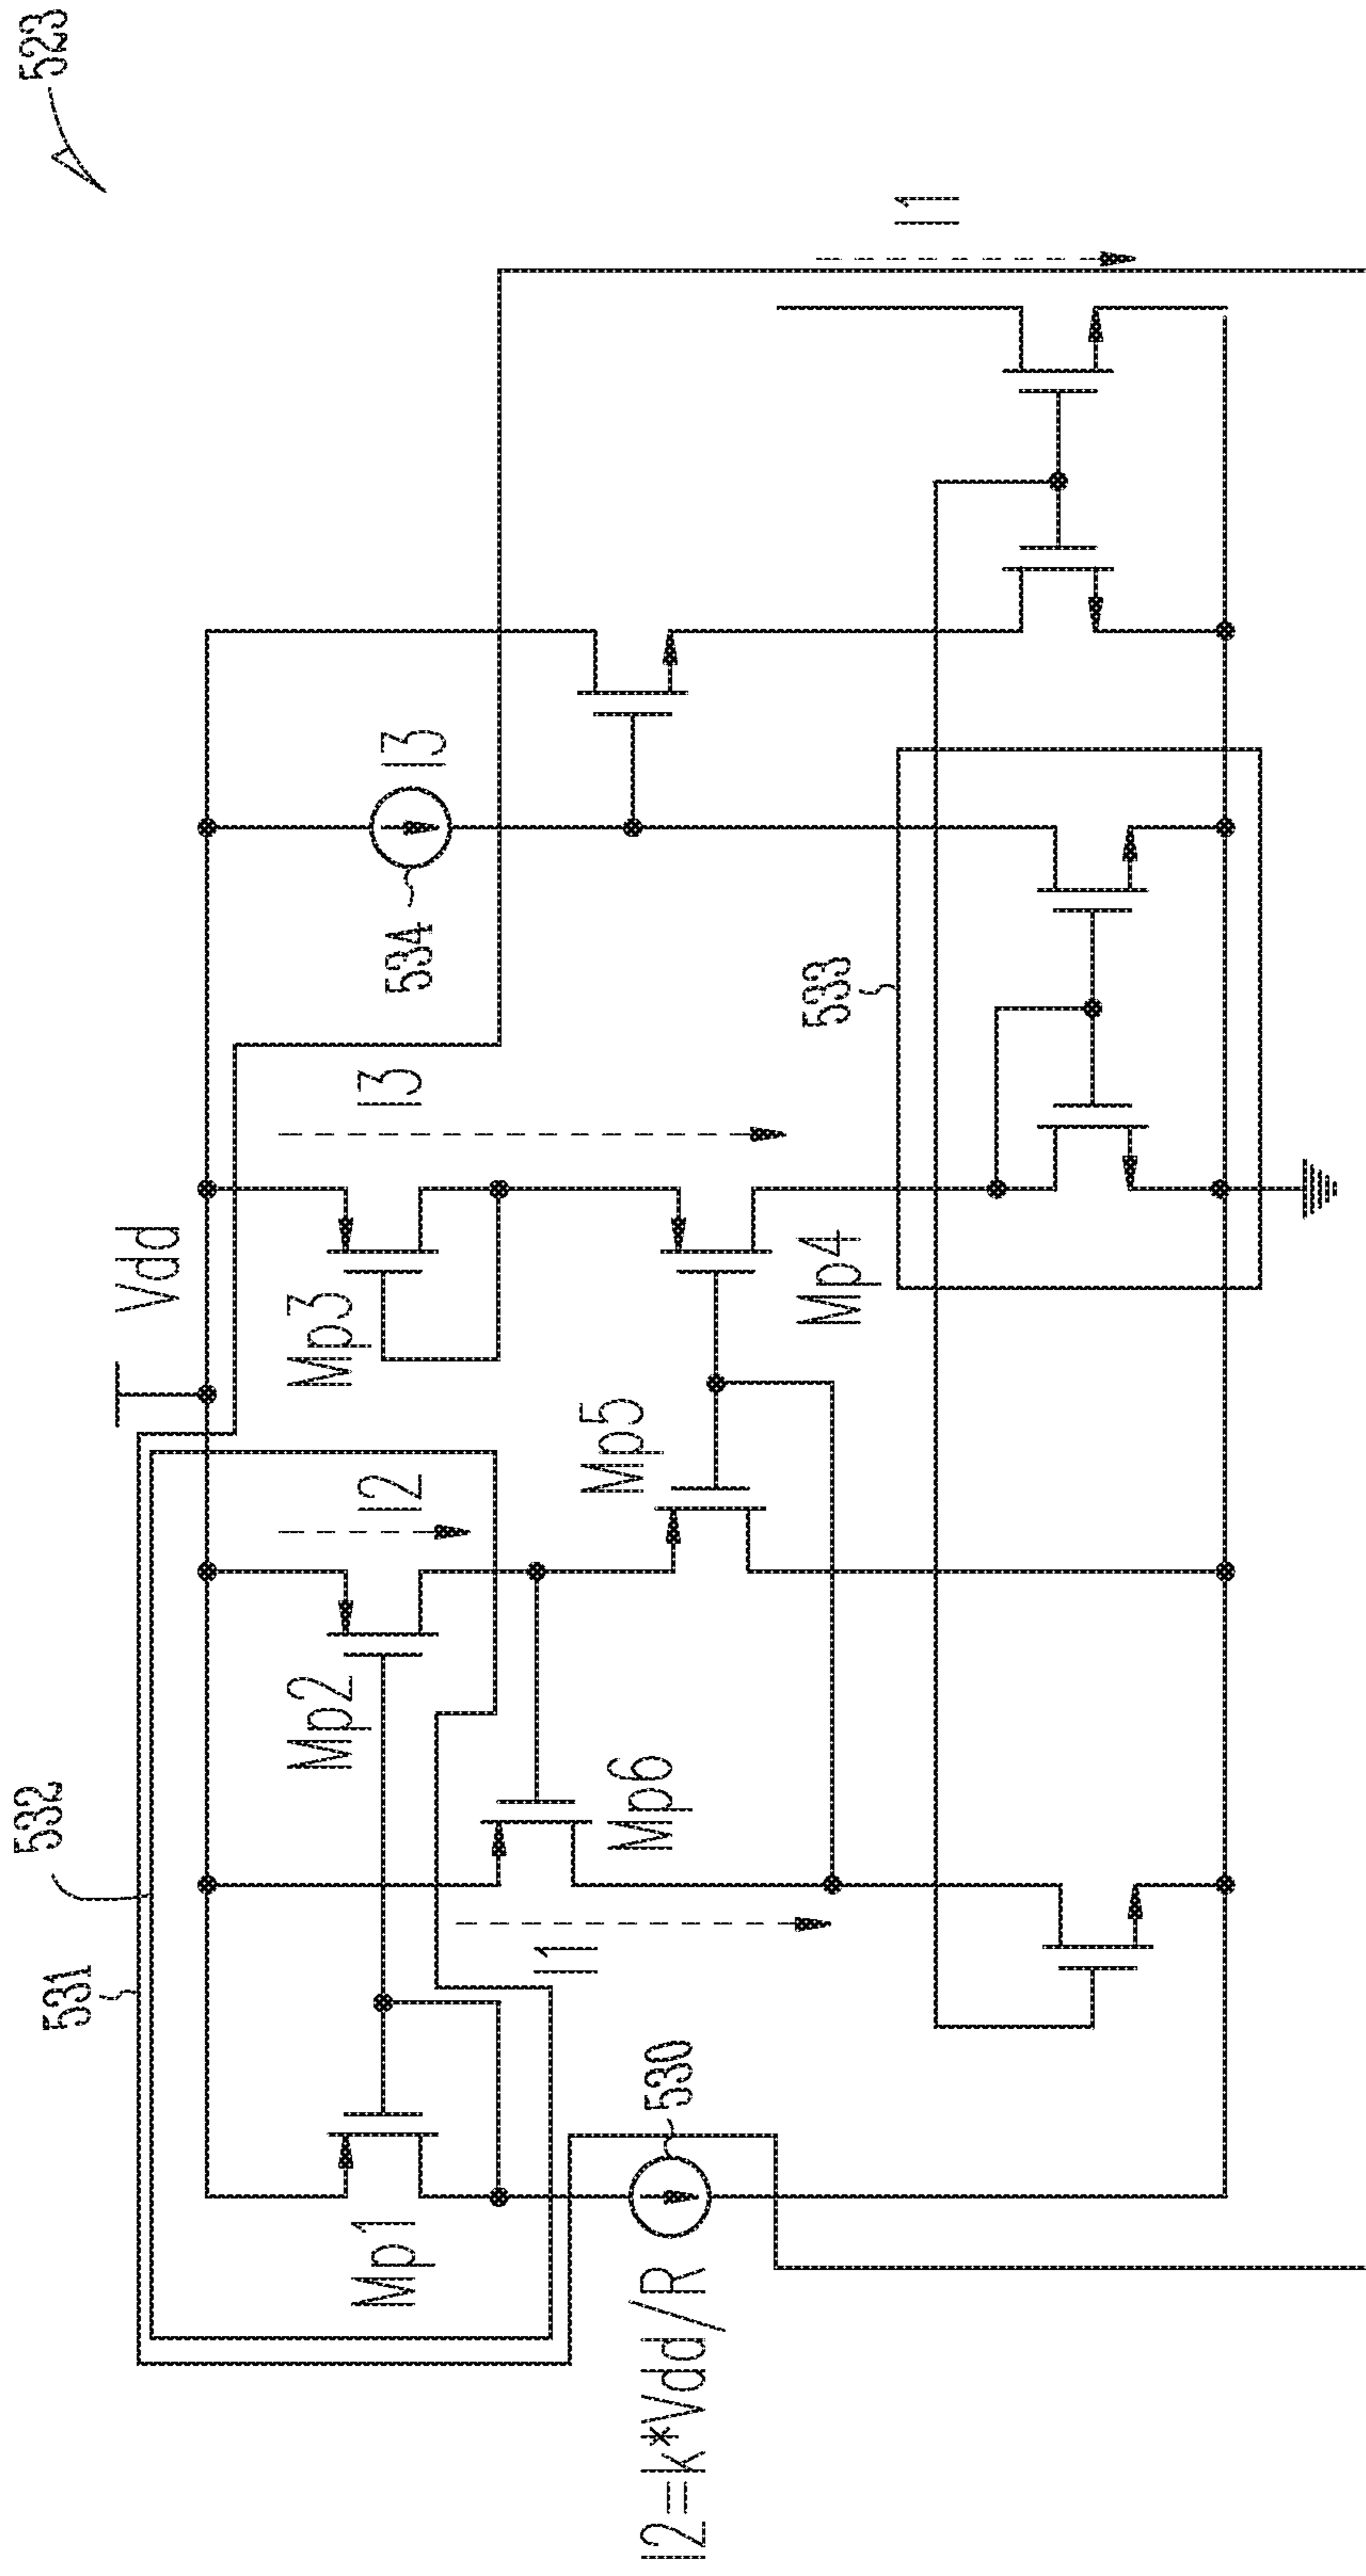 523
Vdd
532
531
I2
I3
I3
534
I1
Mp1
Mp2
Mp3
Mp6
Mp5
I1
Mp4
533
530
I2=k*Vdd/R